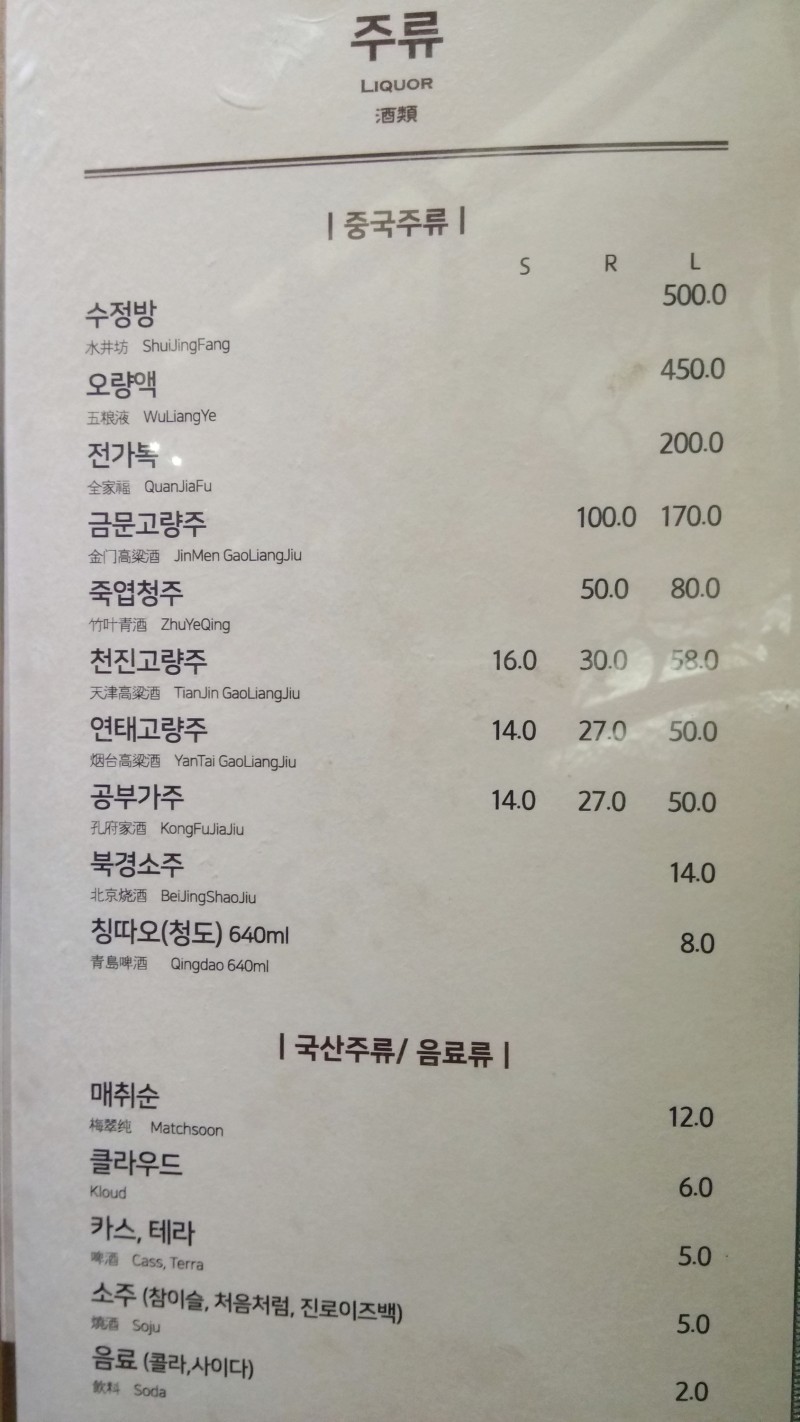 주류
LIQUOR
酒類
| 중국주류 |
S R L
수정방 500.0
水井坊 ShuiJingFang
오량액 450.0
五粮液 WuLiangYe
전가복 200.0
全家福 QuanJiaFu
금문고량주 100.0 170.0
金门高粱酒 JinMen GaoLiangJiu
죽엽청주 50.0 80.0
竹叶青酒 ZhuYeQing
천진고량주 16.0 30.0 58.0
天津高粱酒 TianJin GaoLiangJiu
연태고량주 14.0 27.0 50.0
烟台高粱酒 YanTai GaoLiangJiu
공부가주 14.0 27.0 50.0
孔府家酒 KongFuJiaJiu
북경소주 14.0
北京烧酒 BeiJingShaoJiu
칭따오(청도) 640ml 8.0
青島啤酒 Qingdao 640ml
| 국산주류/ 음료류 |
매취순 12.0
梅翠纯 Matchsoon
클라우드 6.0
Kloud
카스, 테라 5.0
啤酒 Cass, Terra
소주 (참이슬, 처음처럼, 진로이즈백) 5.0
燒酒 Soju
음료 (콜라,사이다) 2.0
飮料 Soda